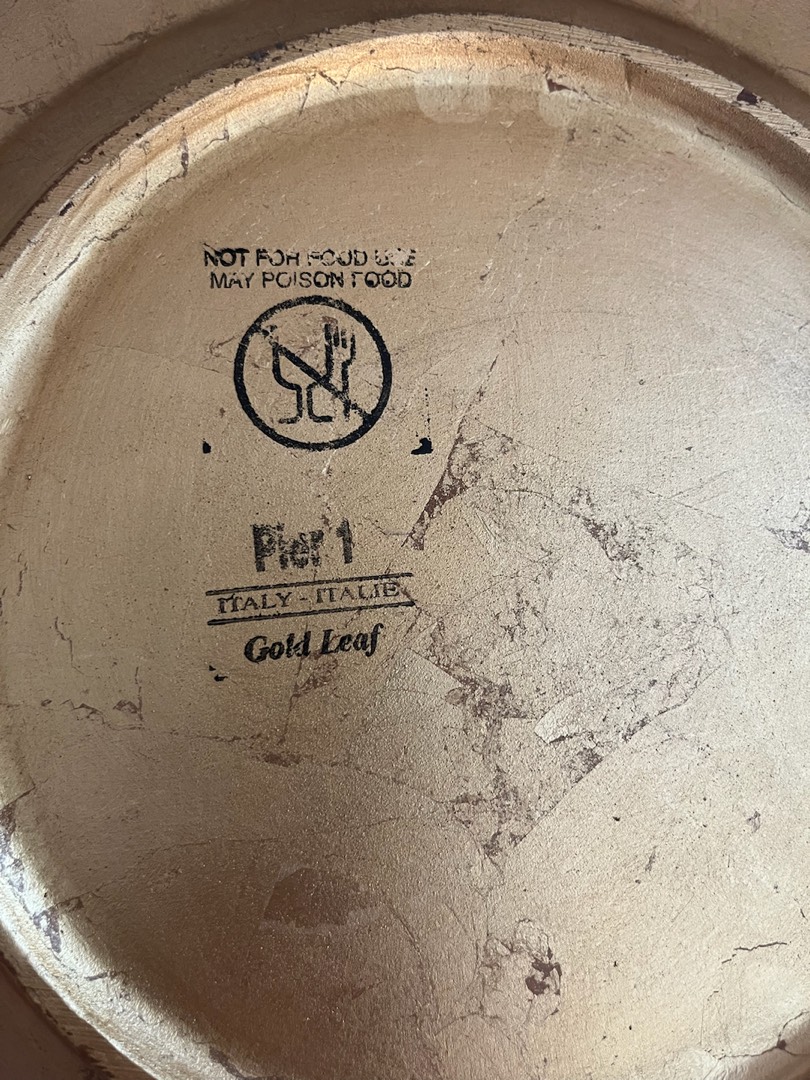 NOT FOR FOOD USE
MAY POISON FOOD
Pier 1
ITALY - ITALIE
Gold Leaf